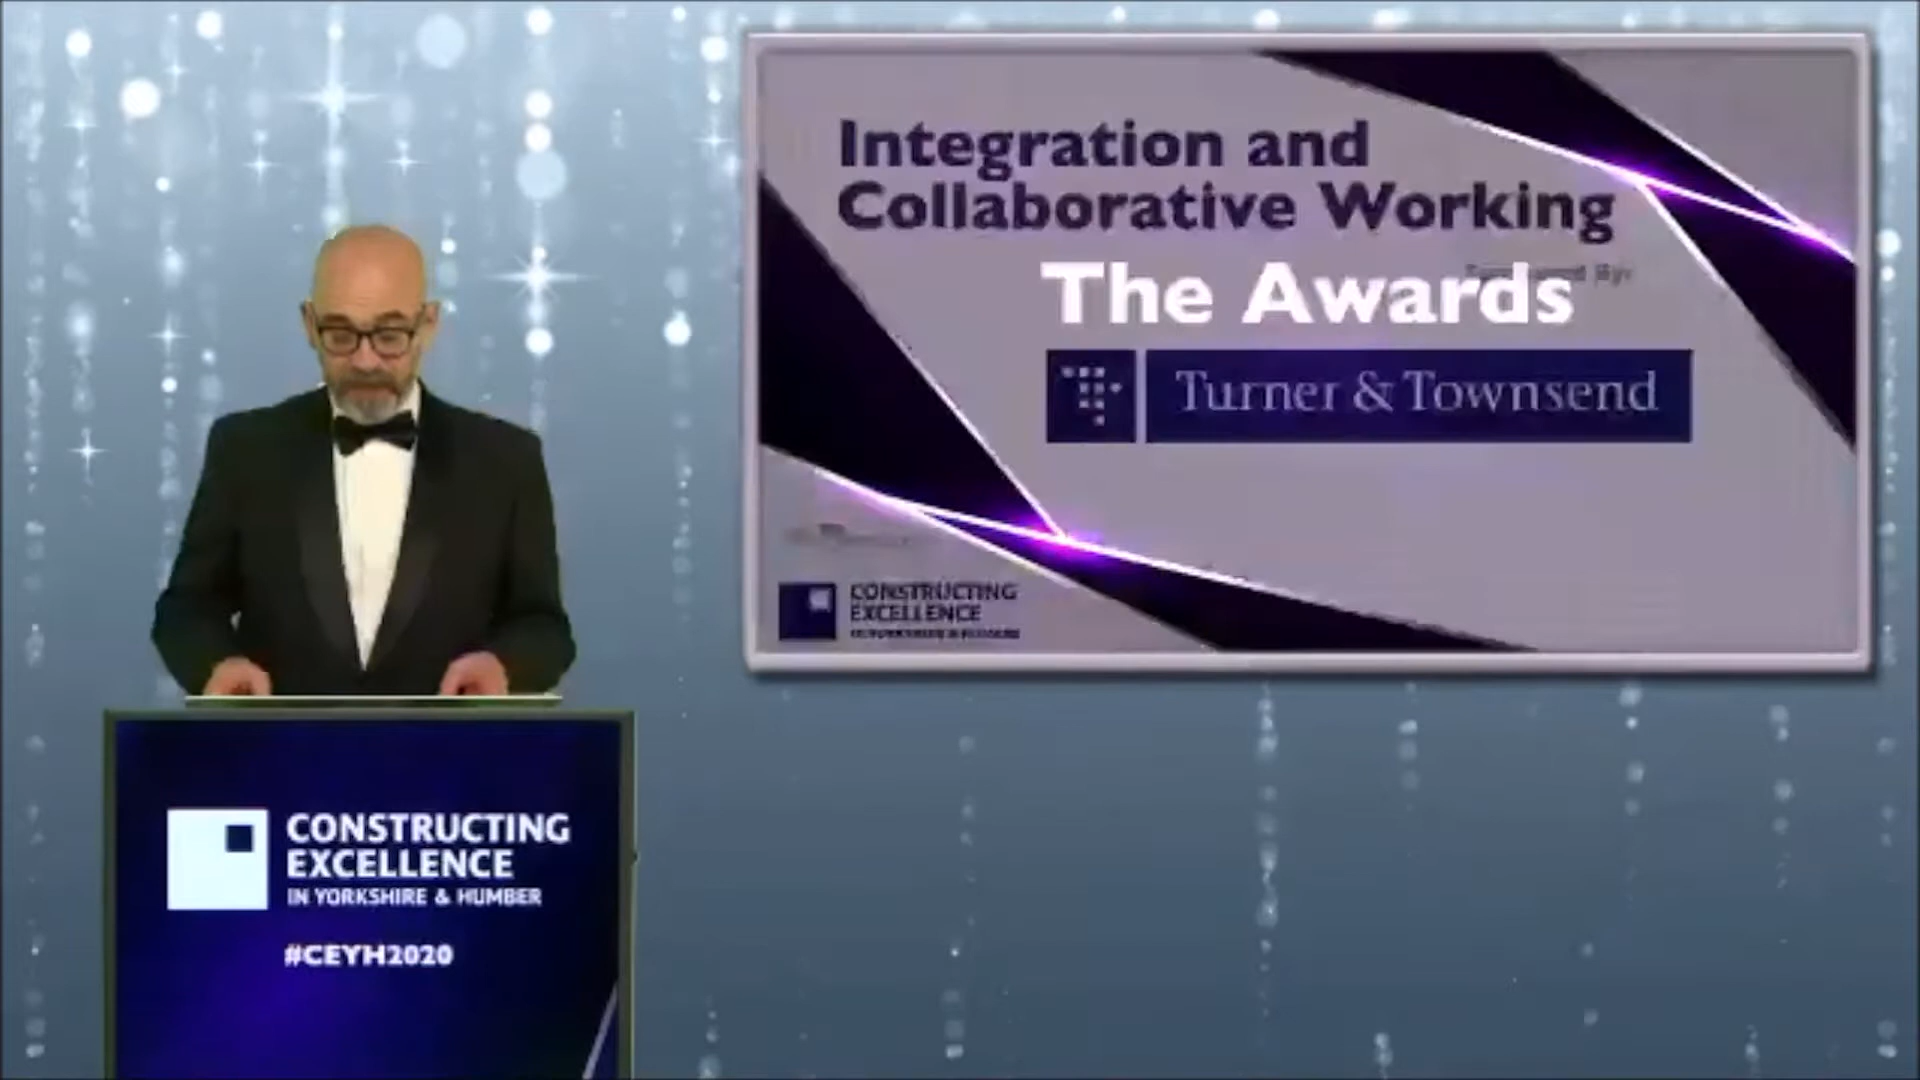 Integration and
Collaborative Working
The Awards
Turner & Townsend
CONSTRUCTING
EXCELLENCE
CONSTRUCTING
EXCELLENCE
IN YORKSHIRE & HUMBER
#CEYH2020